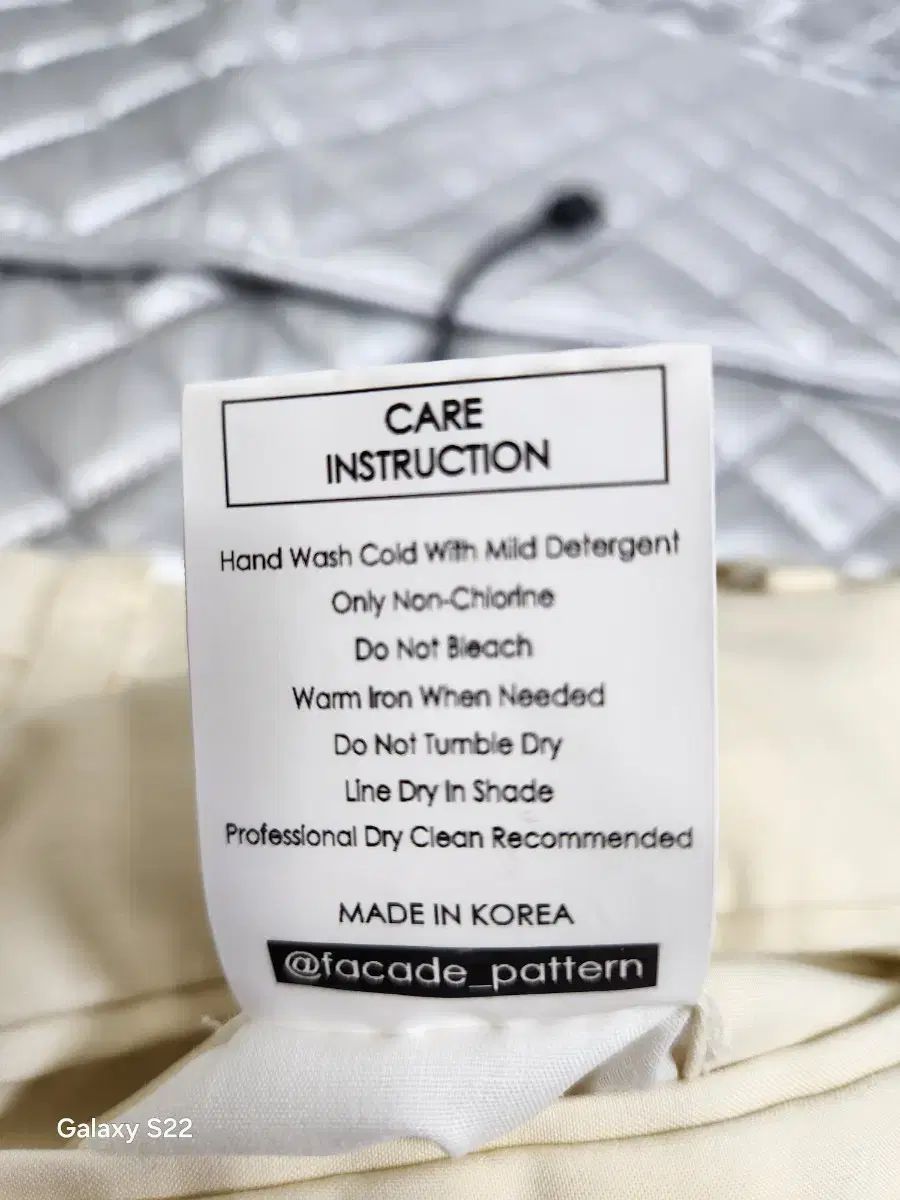 CARE
INSTRUCTION
Hand Wash Cold With Mild Detergent
Only Non-Chlorine
Do Not Bleach
Warm Iron When Needed
Do Not Tumble Dry
Line Dry In Shade
Professional Dry Clean Recommended
MADE IN KOREA
@facade_pattern
Galaxy S22